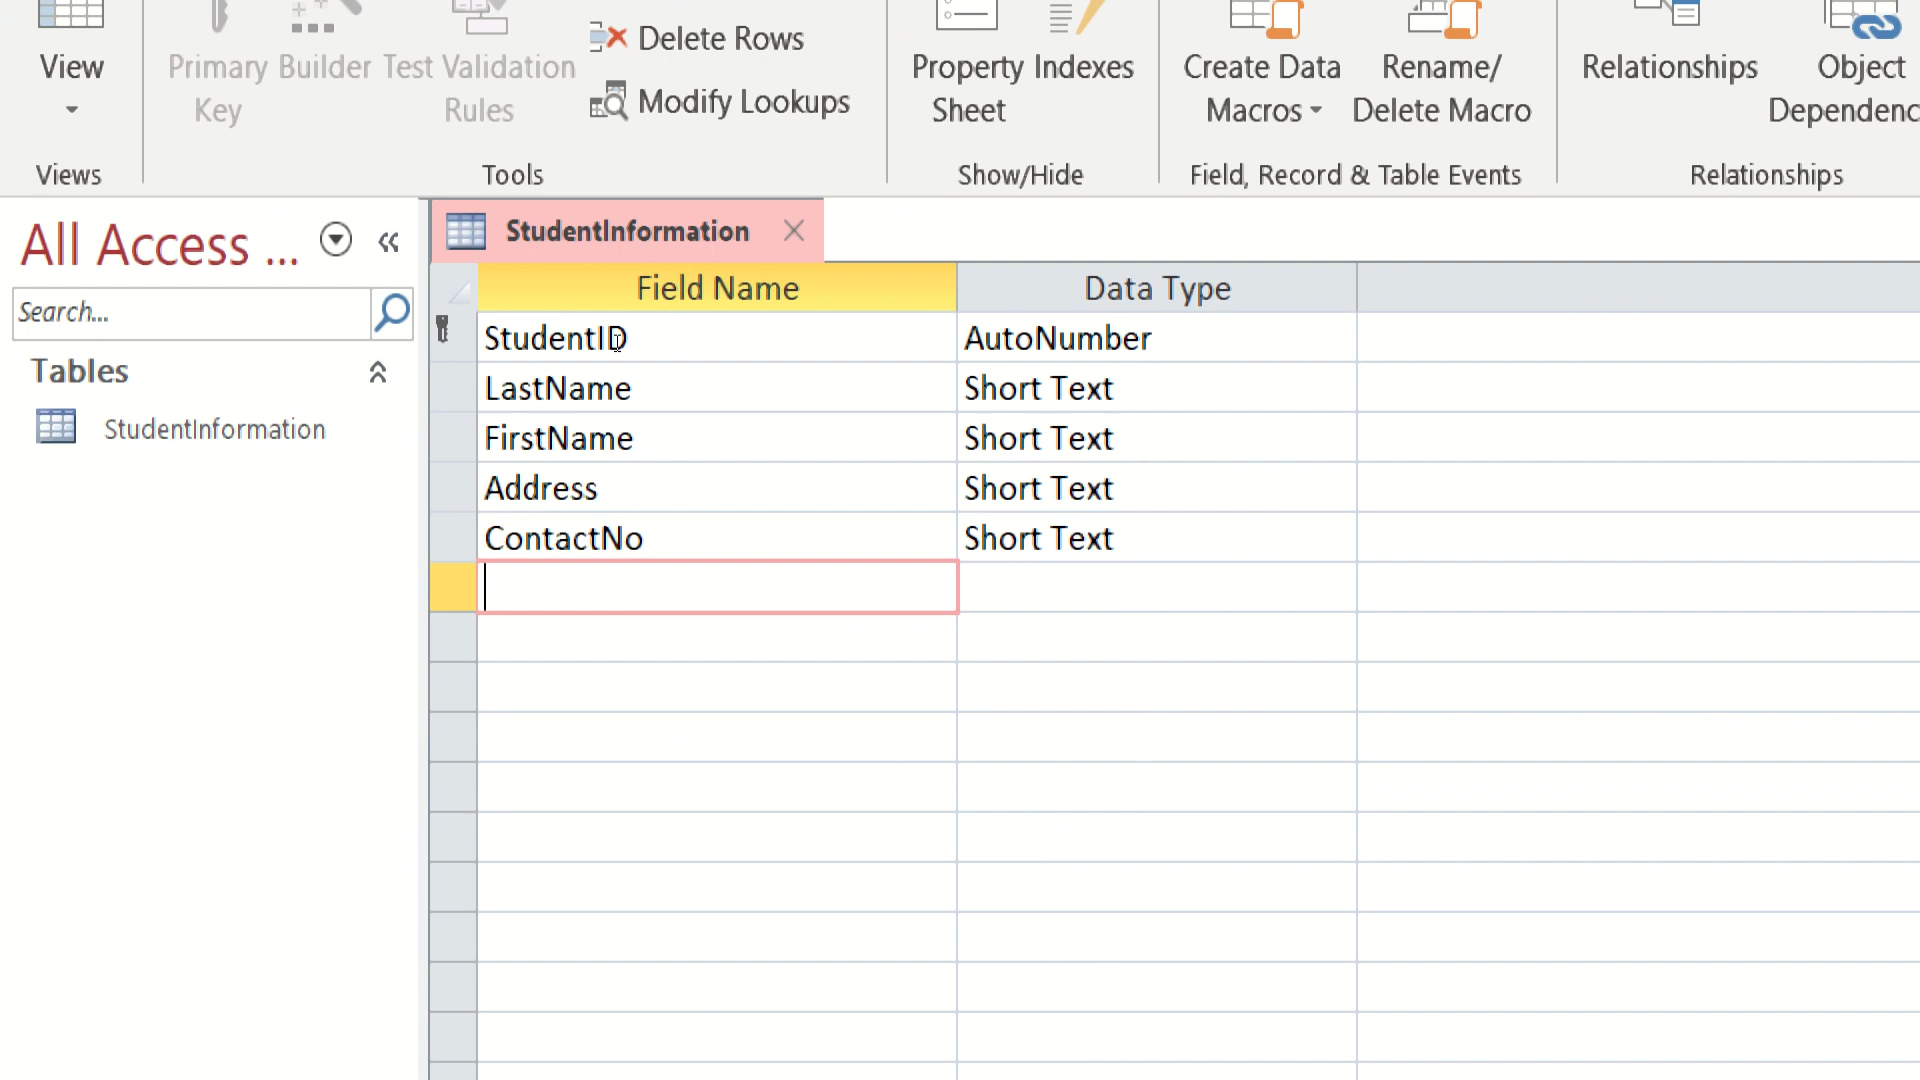 View
Primary Key
Builder
Test Validation Rules
Delete Rows
Modify Lookups
Property Sheet
Indexes
Create Data Macros
Rename/ Delete Macro
Relationships
Object Dependenc
Views
Tools
Show/Hide
Field, Record & Table Events
Relationships
All Access ...
Search...
Tables
StudentInformation
StudentInformation
Field Name Data Type
StudentID AutoNumber
LastName Short Text
FirstName Short Text
Address Short Text
ContactNo Short Text